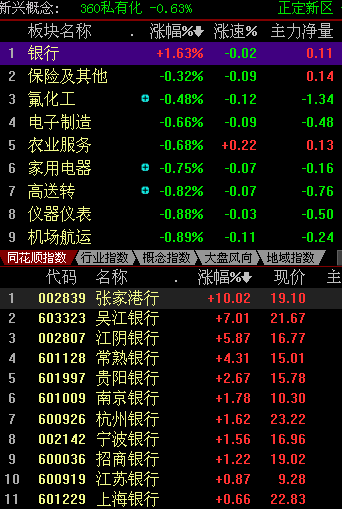 新兴概念: 360私有化 -0.63% 正定新区
板块名称 . 涨幅%↓ 涨速% 主力净量
1 银行 +1.63% -0.02 0.11
2 保险及其他 -0.32% -0.09 0.14
3 氟化工 -0.48% -0.12 -1.34
4 电子制造 -0.66% -0.09 -0.48
5 农业服务 -0.68% +0.22 0.13
6 家用电器 -0.75% -0.07 -0.16
7 高送转 -0.82% -0.07 -0.76
8 仪器仪表 -0.88% -0.03 -0.50
9 机场航运 -0.89% -0.11 -0.24
同花顺指数 行业指数 概念指数 大盘风向 地域指数
代码 名称 . 涨幅%↓ 现价 主
1 002839 张家港行 +10.02 19.10
2 603323 吴江银行 +7.01 21.67
3 002807 江阴银行 +5.87 16.77
4 601128 常熟银行 +4.31 15.01
5 601997 贵阳银行 +2.67 15.78
6 601009 南京银行 +1.78 10.30
7 600926 杭州银行 +1.62 23.22
8 002142 宁波银行 +1.56 16.96
9 600036 招商银行 +1.22 19.02
10 600919 江苏银行 +0.87 9.28
11 601229 上海银行 +0.66 22.83